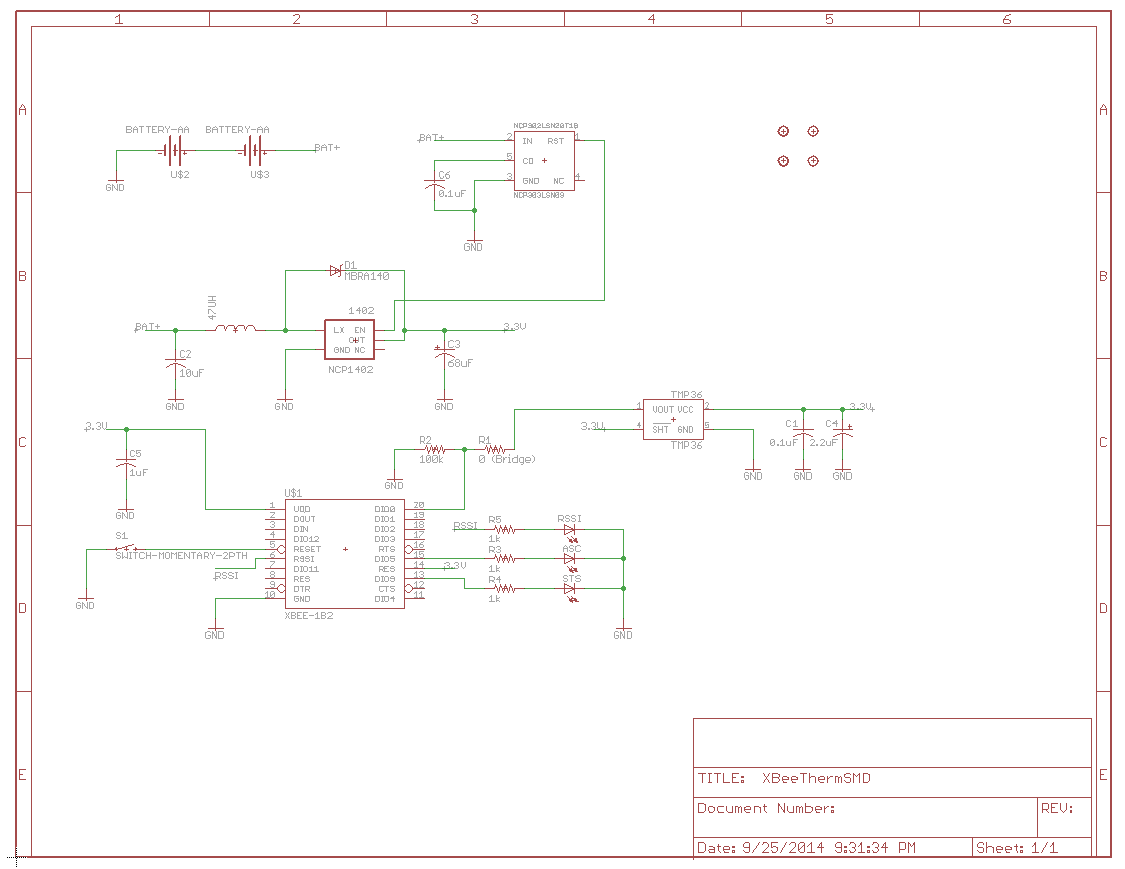 1 2 3 4 5 6
A A
BATTERY-AA BATTERY-AA
BAT+
U$2 U$3
GND
BAT+
2 IN RST 1
5 CD
3 GND NC 4
C6
0.1uF
GND
B B
D1
MBRA140
47UH
1402
BAT+
LX EN
OUT
GND NC
NCP1402
3.3V
C2
10uF
C3
68uF
GND GND GND
TMP36
1 VOUT VCC 2
4 SHT GND 5
TMP36
3.3V
3.3V
C1 C4
0.1uF 2.2uF
GND GND GND
C C
3.3V
C5
1uF
GND
R2 R1
100k 0 (Bridge)
GND
U$1
1 VDD DIO0 20
2 DOUT DIO1 19
3 DIN DIO2 18
4 DIO12 DIO3 17
5 RESET RTS 16
6 RSSI DIO5 15
7 DIO11 RES 14
8 RES DIO9 13
9 DTR CTS 12
10 GND DIO4 11
XBEE-1B2
S1
SWITCH-MOMENTARY-2PTH
RSSI
GND
GND
3.3V
RSSI R5 RSSI
1k
R3 ASC
1k
R4 STS
1k
GND
D D
E E
TITLE: XBeeThermSMD
Document Number:
REV:
Date: 9/25/2014 9:31:34 PM
Sheet: 1/1